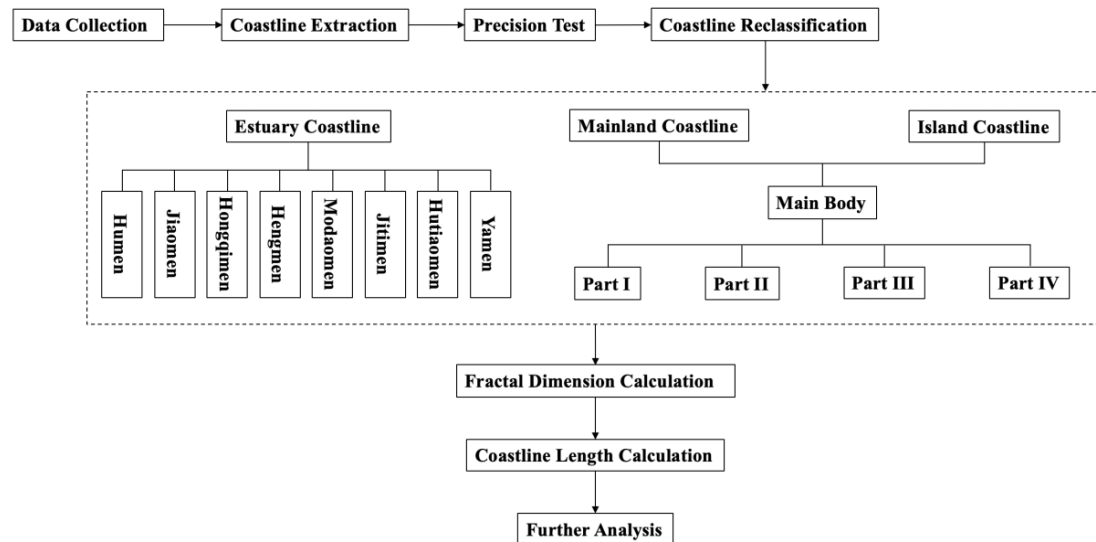 Data Collection
Coastline Extraction
Precision Test
Coastline Reclassification
Estuary Coastline
Mainland Coastline
Island Coastline
Humen
Jiaomen
Hongqimen
Hengmen
Modaomen
Jitimen
Hutiaomen
Yamen
Main Body
Part I
Part II
Part III
Part IV
Fractal Dimension Calculation
Coastline Length Calculation
Further Analysis